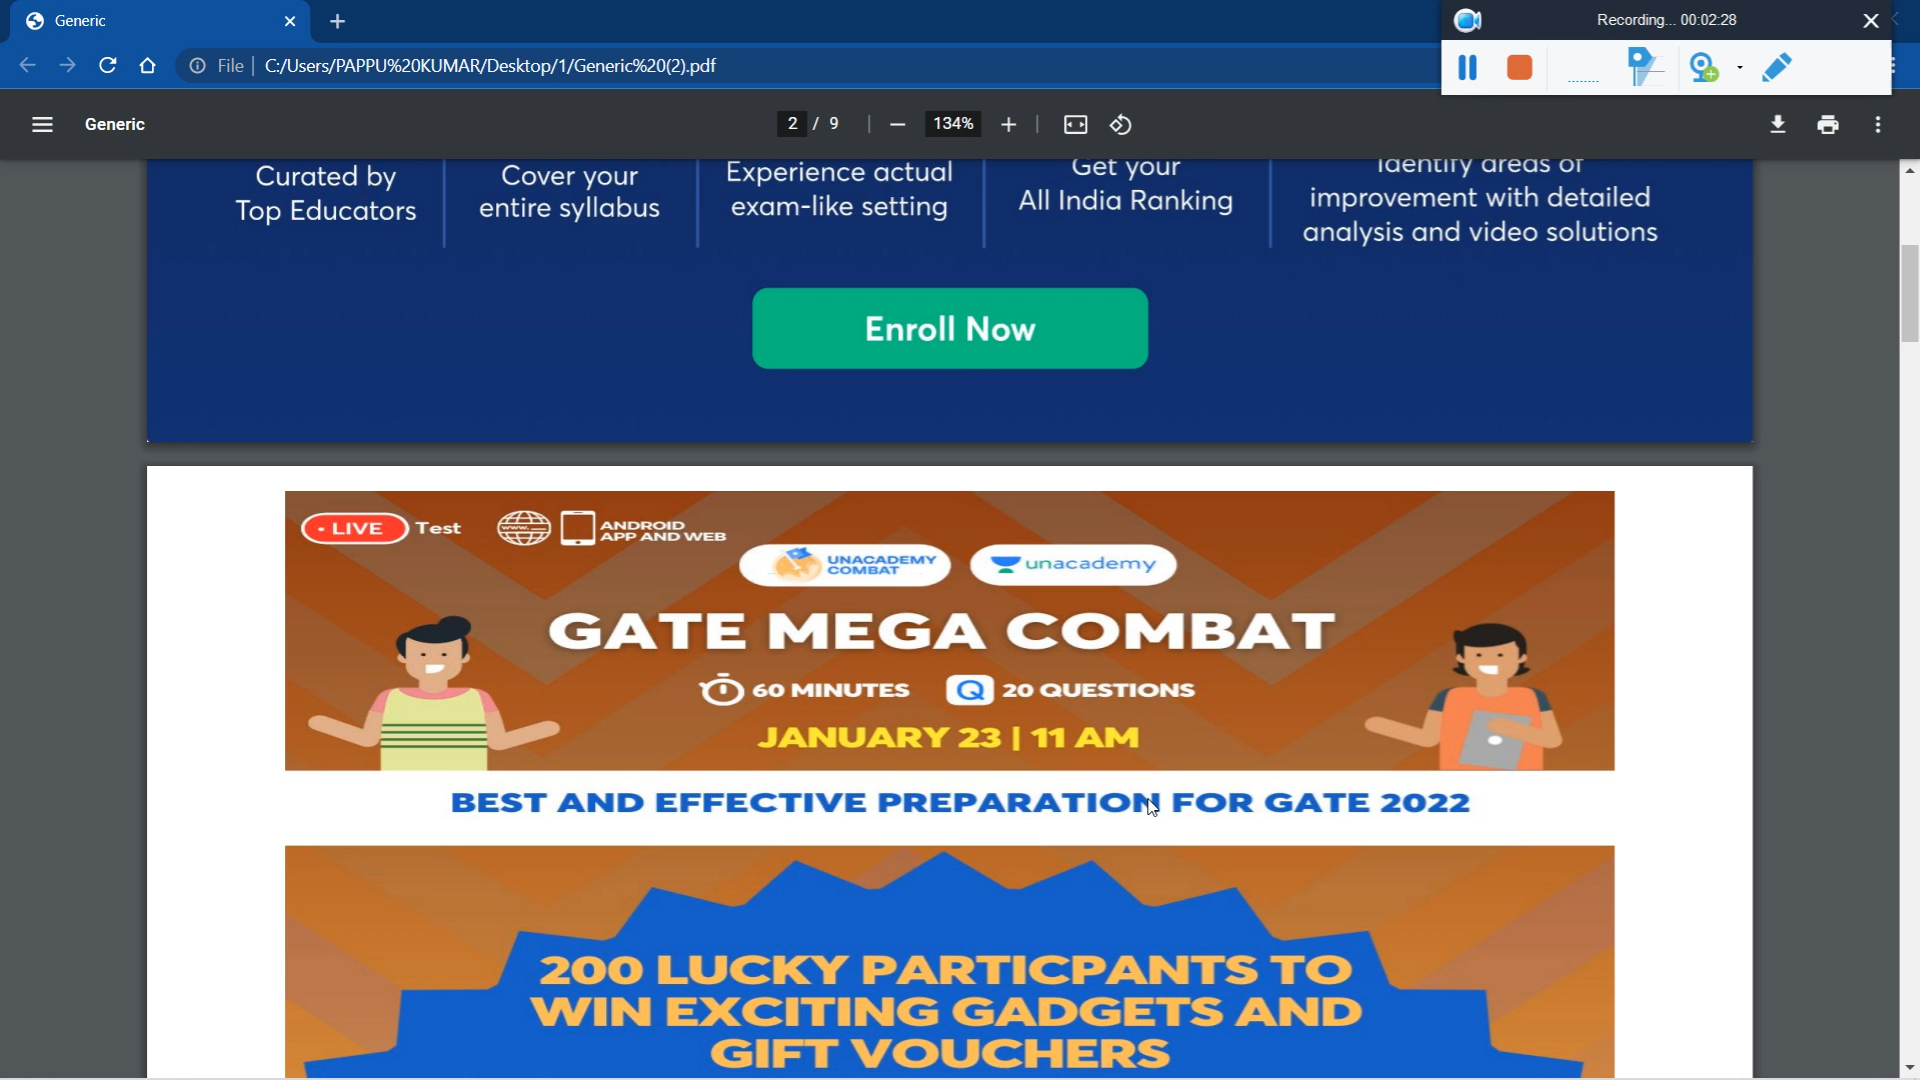 Generic
Recording... 00:02:28
File
C:/Users/PAPPU%20KUMAR/Desktop/1/Generic%20(2).pdf
Generic
2 / 9
134%
Curated by
Top Educators
Cover your
entire syllabus
Experience actual
exam-like setting
Get your
All India Ranking
Identify areas of
improvement with detailed
analysis and video solutions
Enroll Now
• LIVE Test
www.
ANDROID
APP AND WEB
UNACADEMY
COMBAT
unacademy
GATE MEGA COMBAT
60 MINUTES
Q 20 QUESTIONS
JANUARY 23 | 11 AM
BEST AND EFFECTIVE PREPARATION FOR GATE 2022
200 LUCKY PARTICPANTS TO
WIN EXCITING GADGETS AND
GIFT VOUCHERS